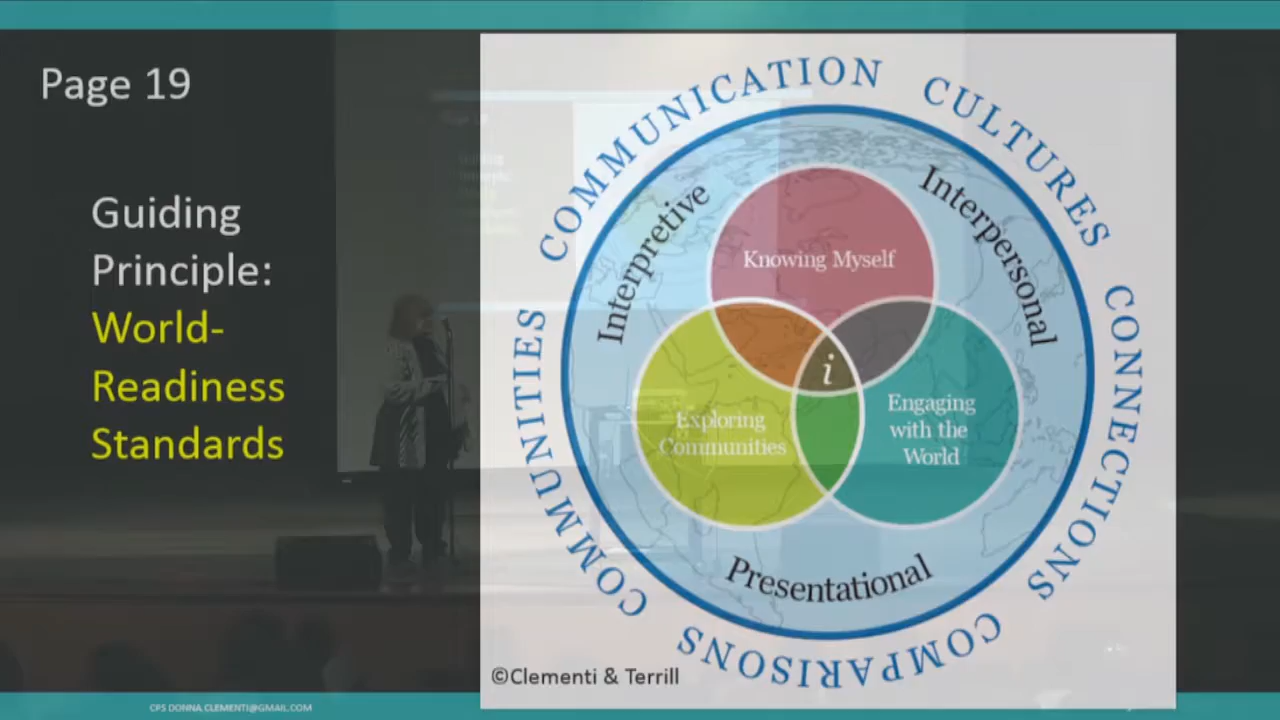 Page 19
Guiding
Principle:
World-
Readiness
Standards
COMMUNICATION
CULTURES
CONNECTIONS
COMPARISONS
COMMUNITIES
Interpretive
Interpersonal
Presentational
Knowing Myself
i
Exploring
Communities
Engaging
with the
World
©Clementi & Terrill
CPS DONNA.CLEMENTI@GMAIL.COM